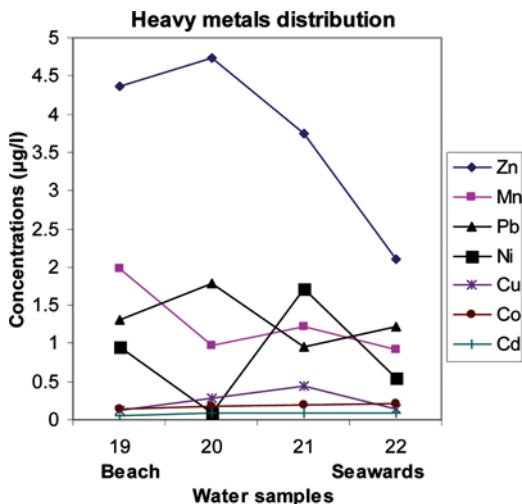 Heavy metals distribution
Concentrations (µg/l)
5
4.5
4
3.5
3
2.5
2
1.5
1
0.5
0
19 20 21 22
Beach Seawards
Water samples
Zn
Mn
Pb
Ni
Cu
Co
Cd